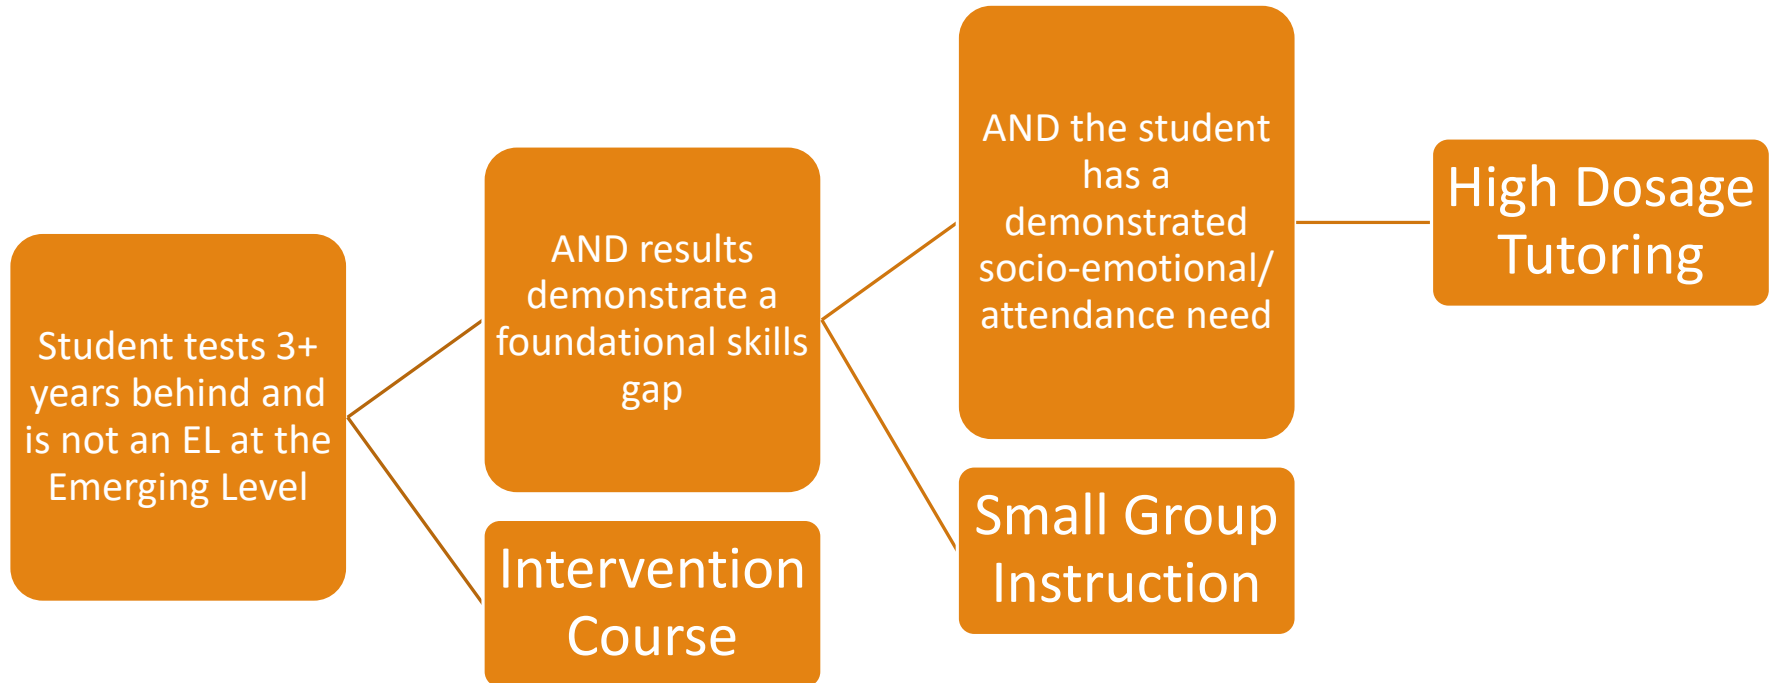 Student tests 3+
years behind and
is not an EL at the
Emerging Level
AND results
demonstrate a
foundational skills
gap
Intervention
Course
AND the student
has a
demonstrated
socio-emotional/
attendance need
Small Group
Instruction
High Dosage
Tutoring